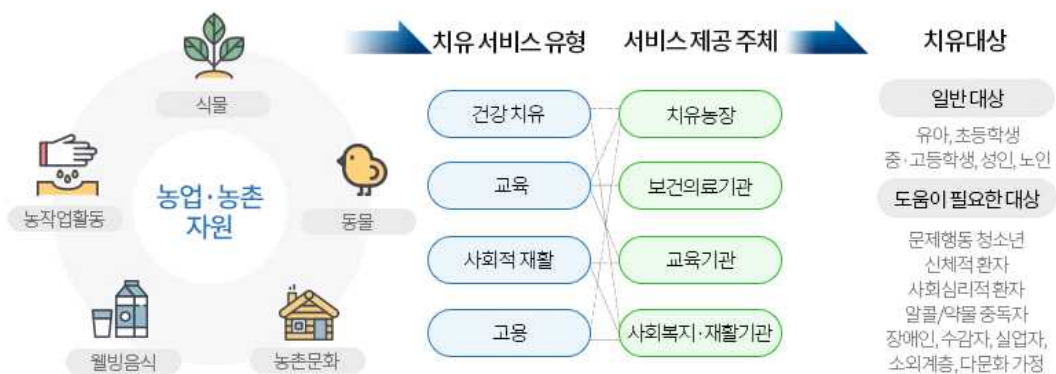 식물
농작업활동
농업·농촌
자원
동물
웰빙음식
농촌문화
치유 서비스 유형
건강 치유
교육
사회적 재활
고용
서비스 제공 주체
치유농장
보건의료기관
교육기관
사회복지·재활기관
치유대상
일반 대상
유아, 초등학생
중·고등학생, 성인, 노인
도움이 필요한 대상
문제행동 청소년
신체적 환자
사회심리적 환자
알콜/약물 중독자
장애인, 수감자, 실업자,
소외계층, 다문화 가정